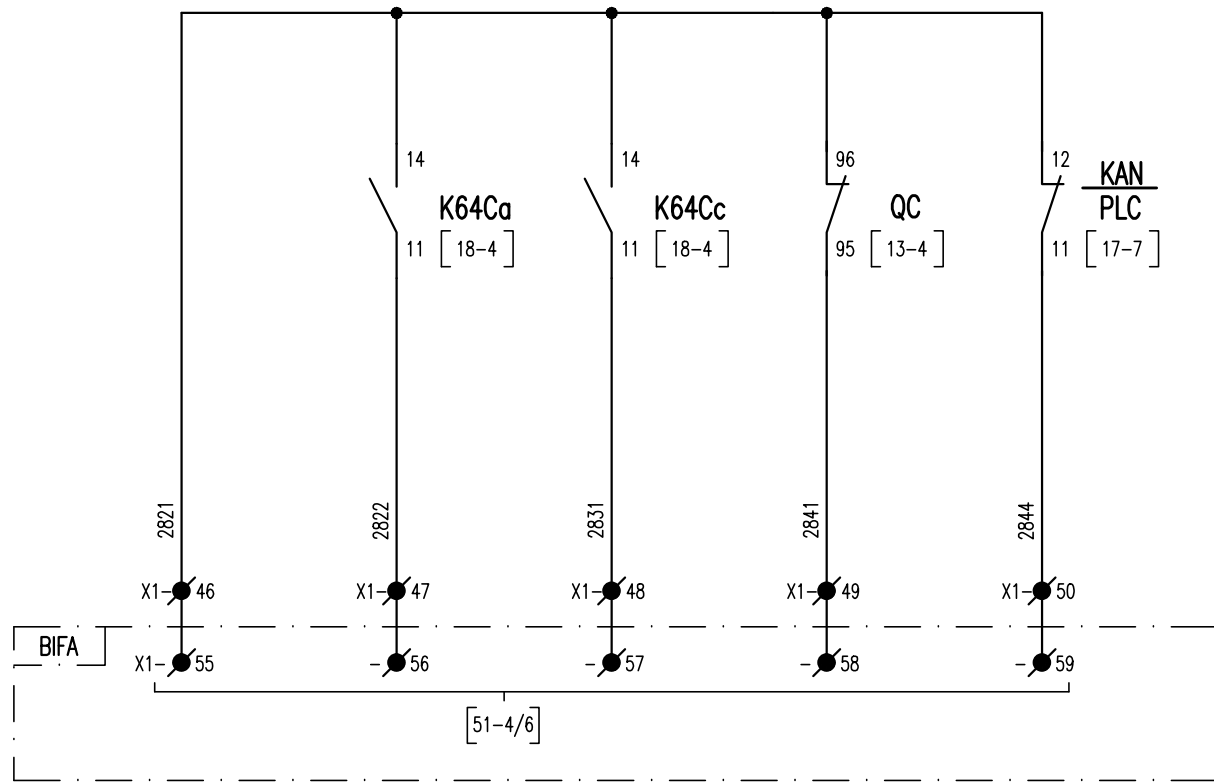 14 14 96 12 KAN
K64Ca K64Cc QC PLC
11 [18-4] 11 [18-4] 95 [13-4] 11 [17-7]
2821 2822 2831 2841 2844
X1- 46 X1- 47 X1- 48 X1- 49 X1- 50
BIFA X1- 55 - 56 - 57 - 58 - 59
[51-4/6]